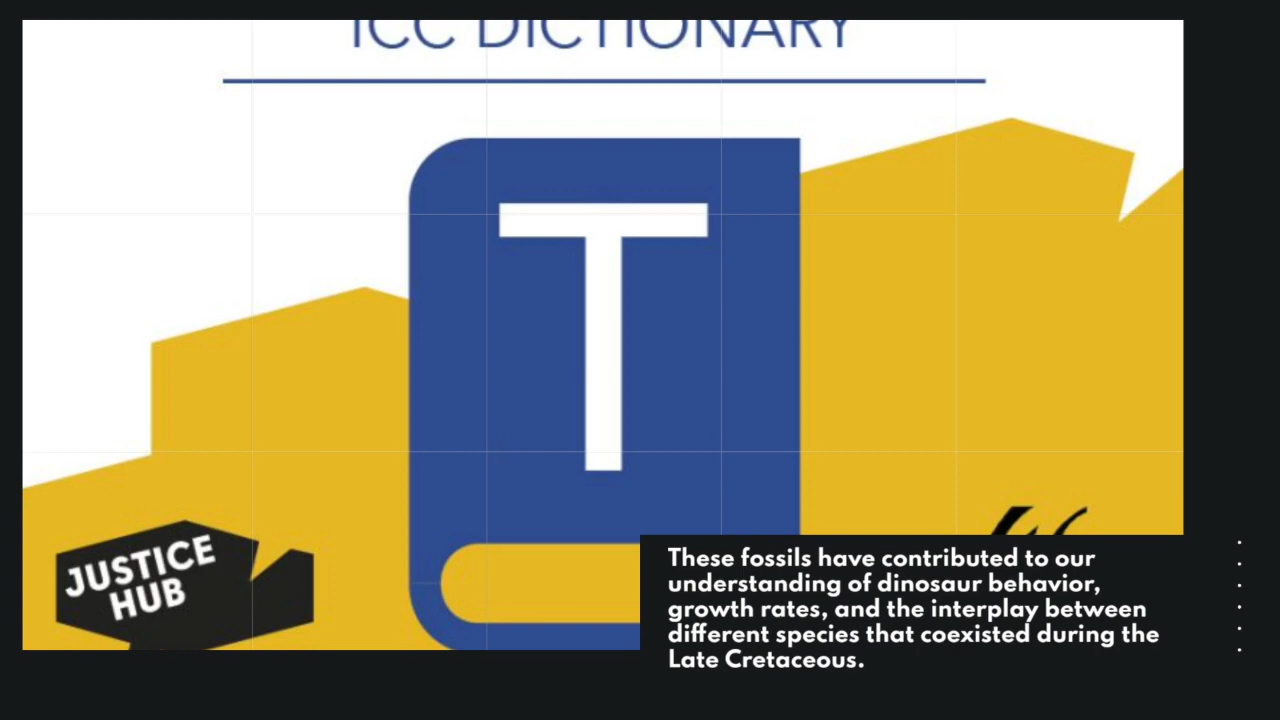 ICC DICTIONARY
T
JUSTICE
HUB
These fossils have contributed to our
understanding of dinosaur behavior,
growth rates, and the interplay between
different species that coexisted during the
Late Cretaceous.